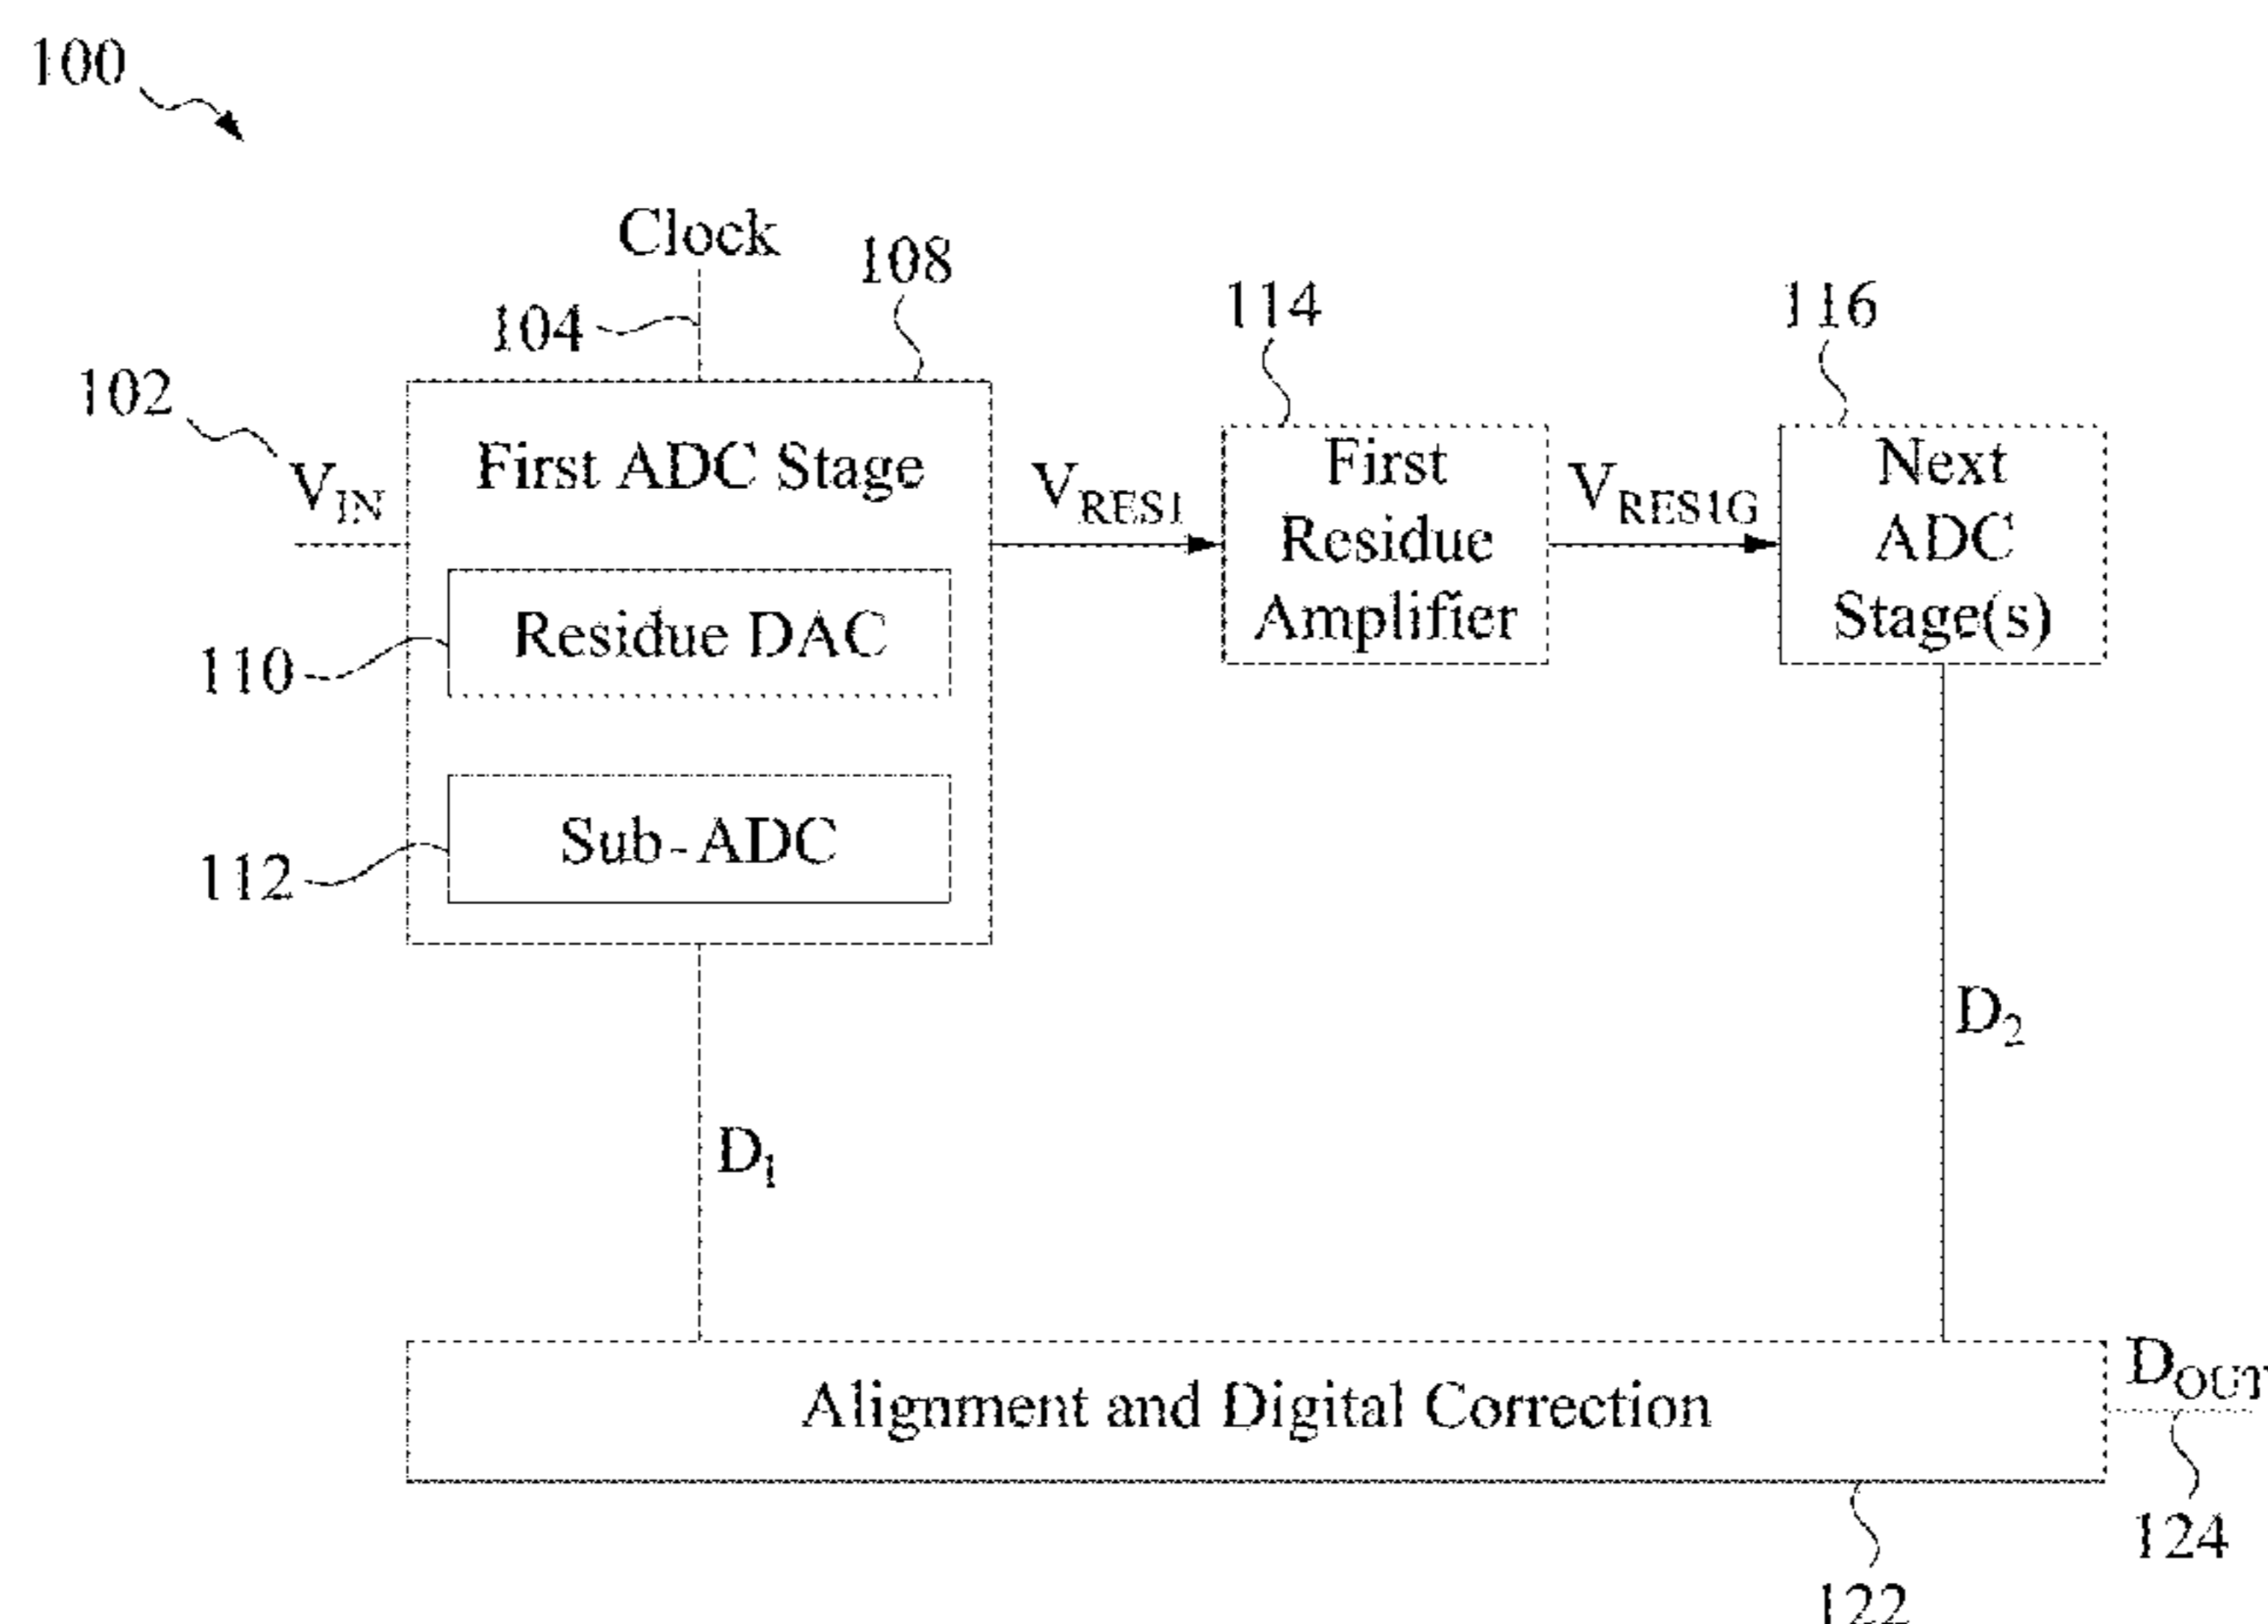 100
Clock
108
104
114
116
102
V_IN
First ADC Stage
V_RES1
First
Residue
Amplifier
V_RES1G
Next
ADC
Stage(s)
Residue DAC
110
Sub-ADC
112
D_2
D_1
Alignment and Digital Correction
D_OUT
124
122